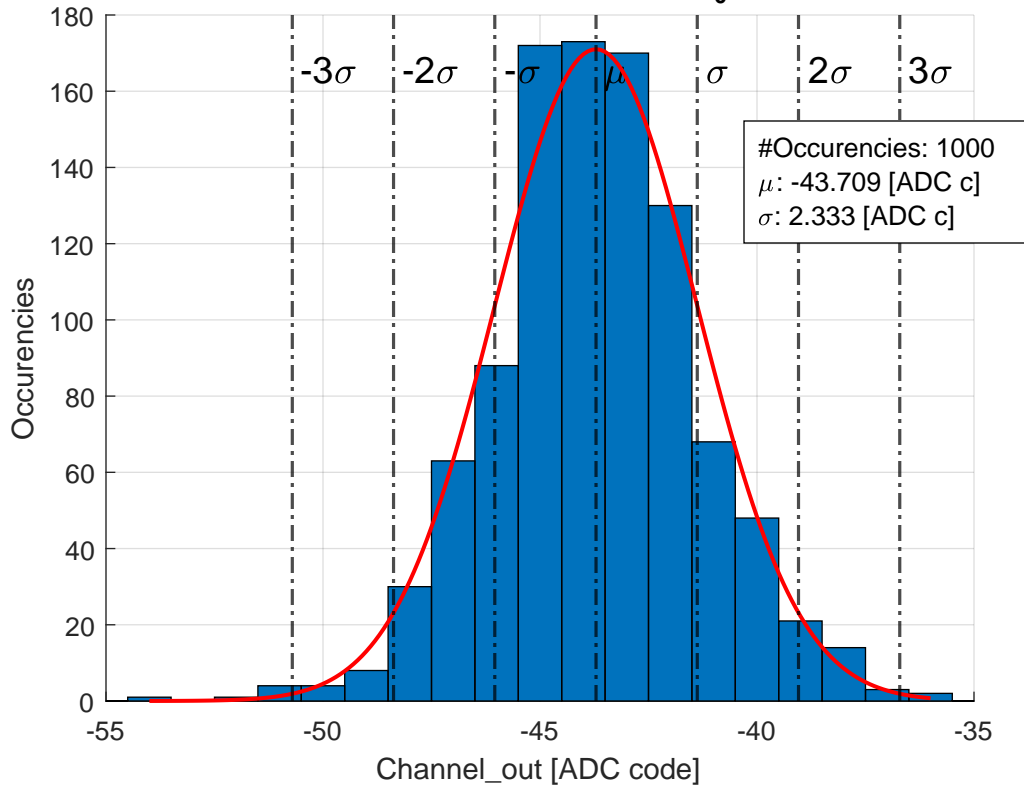 0
180
160
140
120
100
80
60
40
20
0
-3σ -2σ -σ μ σ 2σ 3σ
#Occurencies: 1000
μ: -43.709 [ADC c]
σ: 2.333 [ADC c]
Occurencies
-55 -50 -45 -40 -35
Channel_out [ADC code]